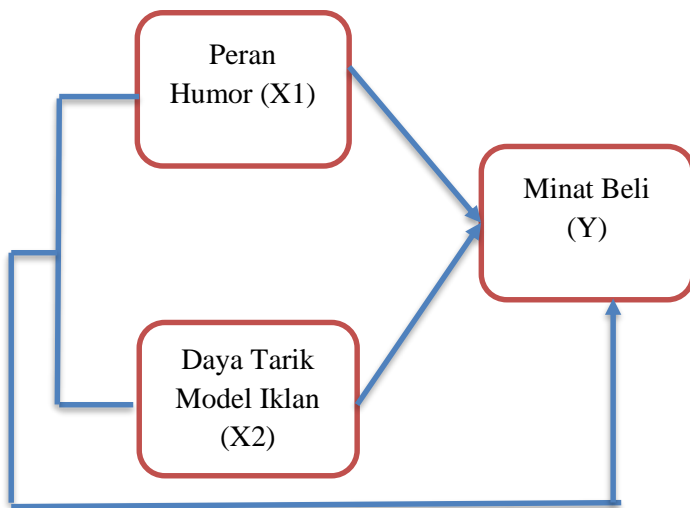 Peran
Humor (X1)
Minat Beli
(Y)
Daya Tarik
Model Iklan
(X2)